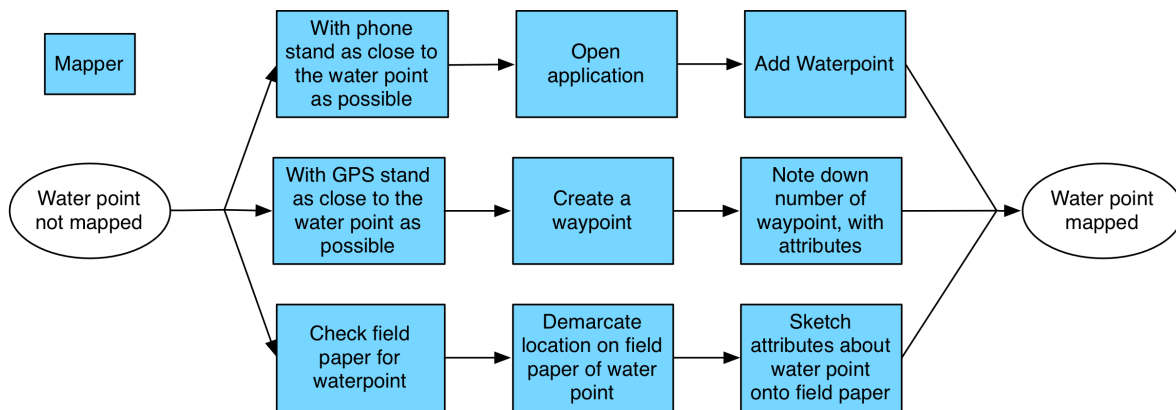 Mapper
With phone
stand as close to
the water point
as possible
Open
application
Add Waterpoint
Water point
not mapped
With GPS stand
as close to the
water point as
possible
Create a
waypoint
Note down
number of
waypoint, with
attributes
Water point
mapped
Check field
paper for
waterpoint
Demarcate
location on field
paper of water
point
Sketch
attributes about
water point
onto field paper